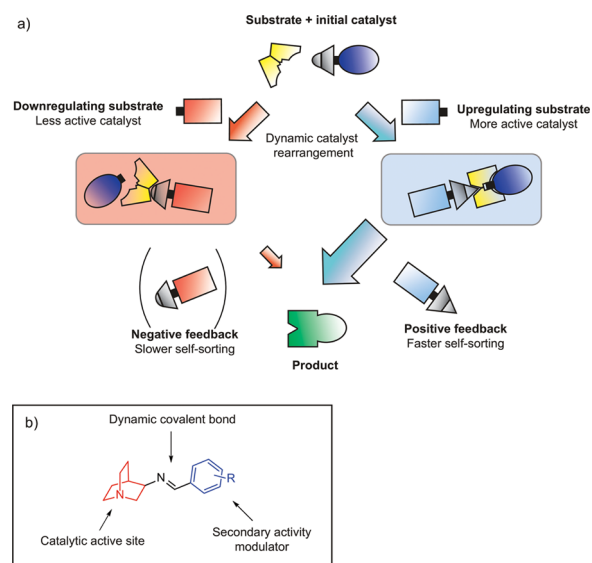 a)
Substrate + initial catalyst
Downregulating substrate
Less active catalyst
Upregulating substrate
More active catalyst
Dynamic catalyst
rearrangement
Negative feedback
Slower self-sorting
Positive feedback
Faster self-sorting
Product
b)
Dynamic covalent bond
N
N
R
Catalytic active site
Secondary activity
modulator